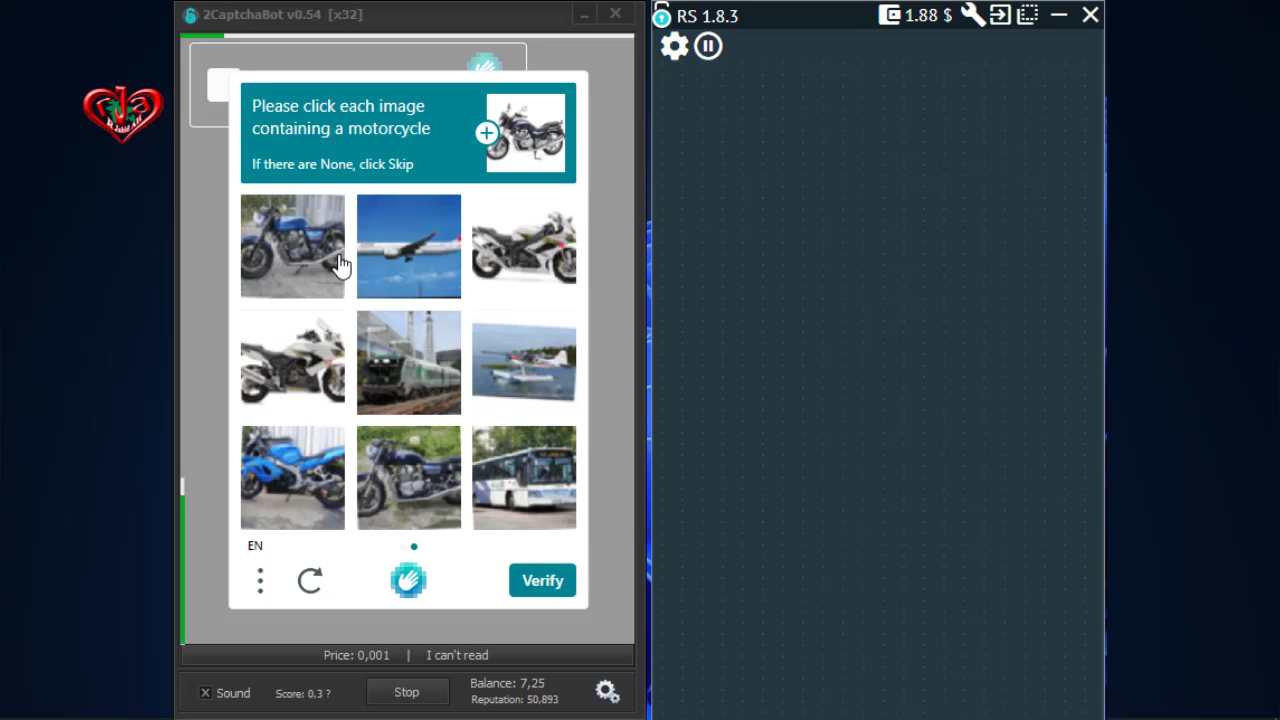 2CaptchaBot v0.54 [x32]
RS 1.8.3
1.88 $
rja
Please click each image
containing a motorcycle
If there are None, click Skip
EN
Verify
Price: 0,001 | I can't read
Sound
Score: 0,3 ?
Stop
Balance: 7,25
Reputation: 50,893